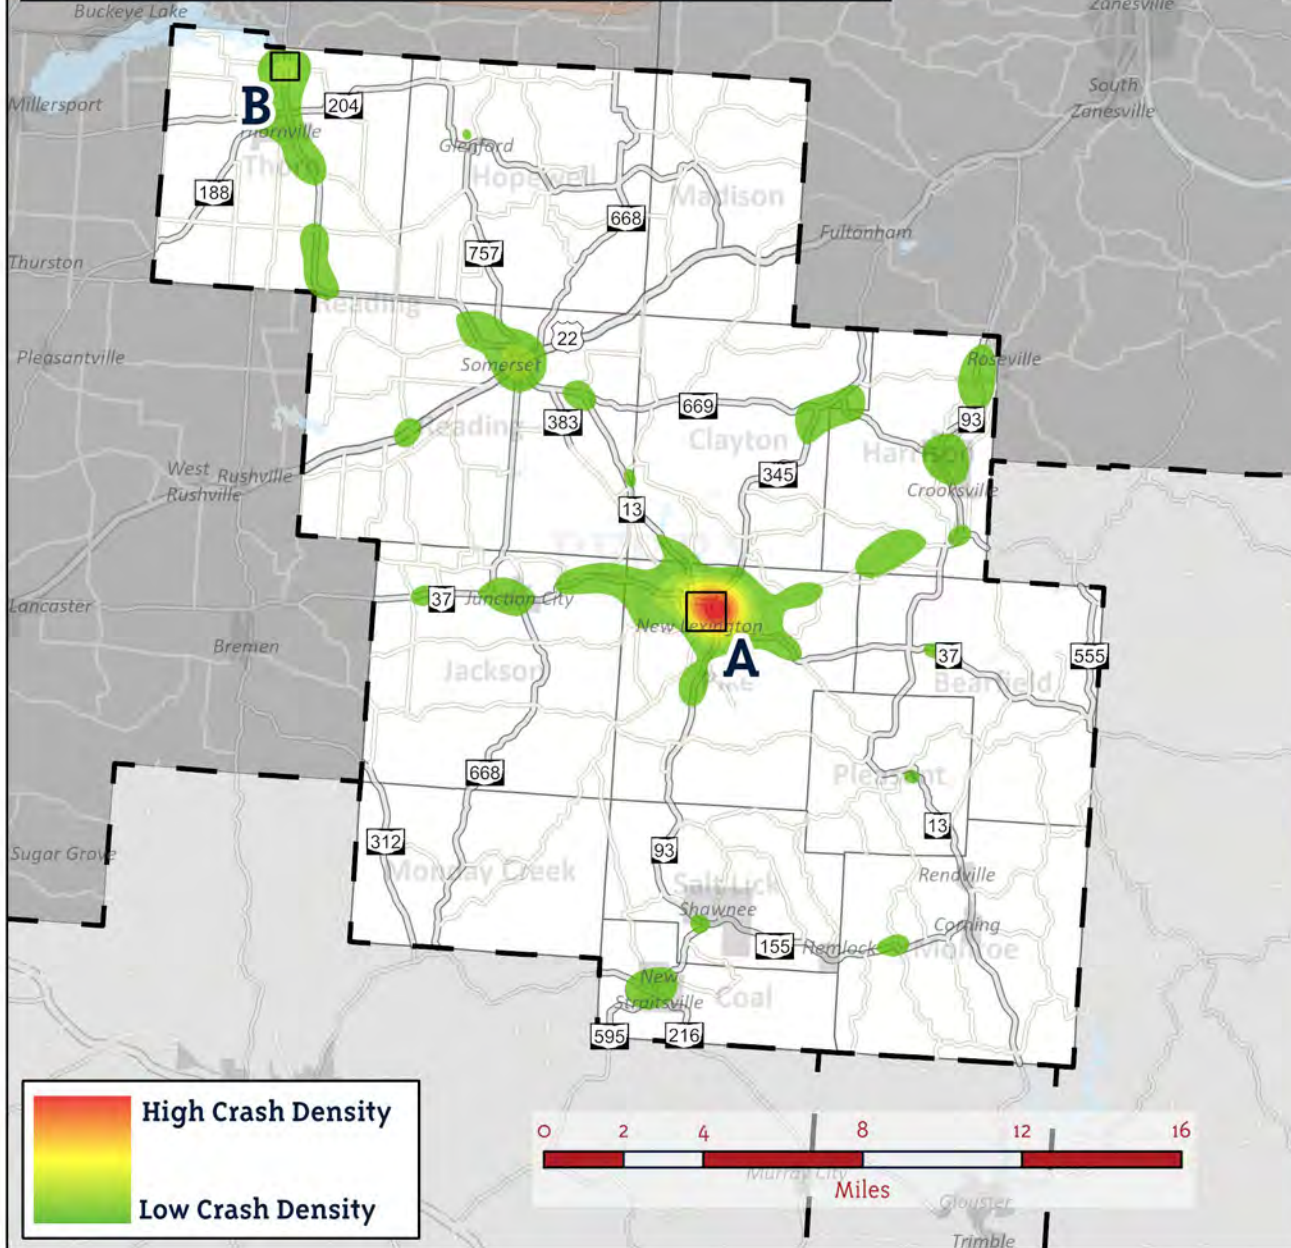 Buckeye Lake
Zanesville
Millersport
South
Zanesville
B
204
Thornville
Thorn
Glenford
Hopewell
Madison
188
668
757
Fultonham
Thurston
Reading
22
Pleasantville
Somerset
Roseville
669
93
383
Reading
Clayton
Harrison
345
West
Rushville
Rushville
Crooksville
13
37
Junction City
Lancaster
New Lexington
Bremen
A
PIKE
37
555
Jackson
Bearfield
668
Pleasant
13
312
93
Sugar Grove
Monday Creek
Salt Lick
Rendville
Shawnee
Corning
155
Hemlock
Monroe
New
Straitsville
Coal
595
216
High Crash Density
Low Crash Density
0 2 4 8 12 16
Miles
Murray City
Glouster
Trimble